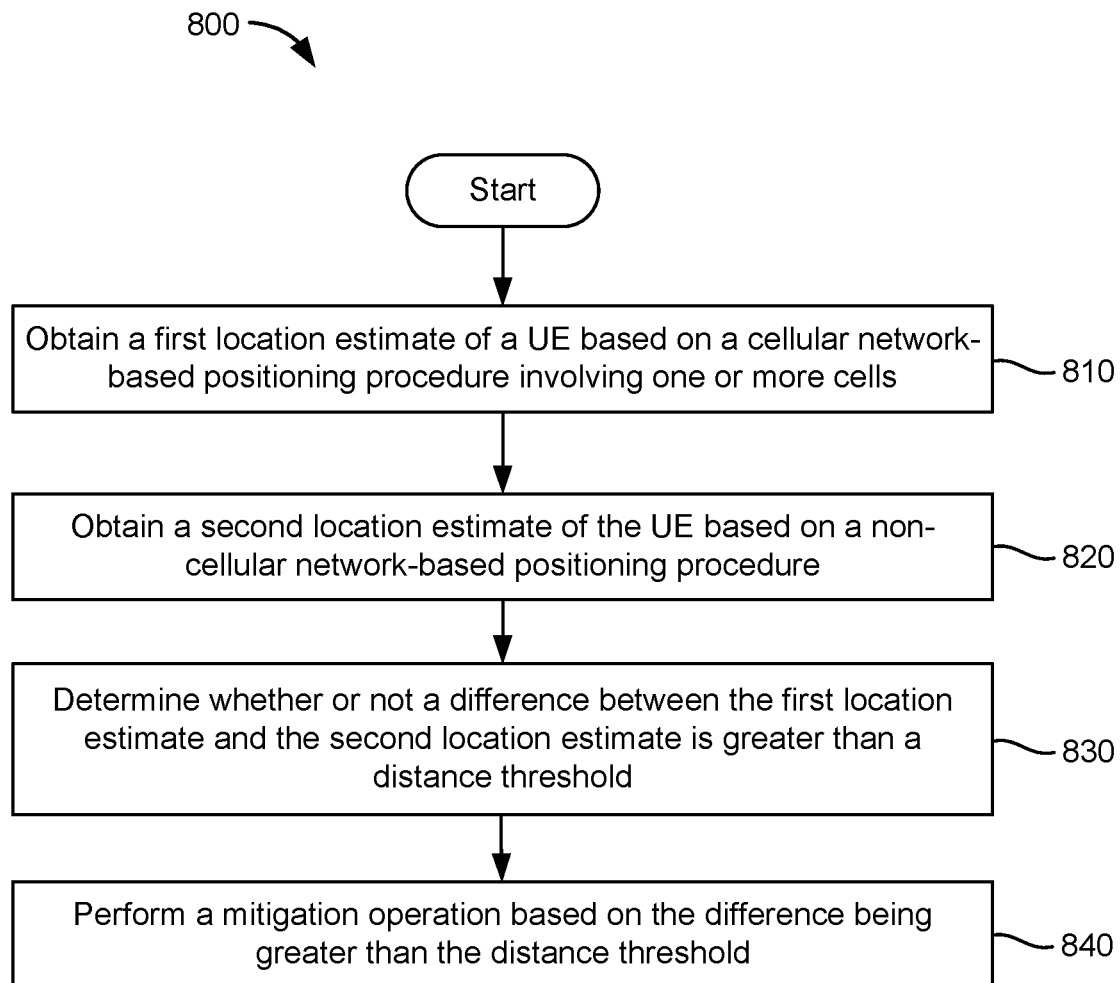 800
Start
Obtain a first location estimate of a UE based on a cellular network-
based positioning procedure involving one or more cells
810
Obtain a second location estimate of the UE based on a non-
cellular network-based positioning procedure
820
Determine whether or not a difference between the first location
estimate and the second location estimate is greater than a
distance threshold
830
Perform a mitigation operation based on the difference being
greater than the distance threshold
840